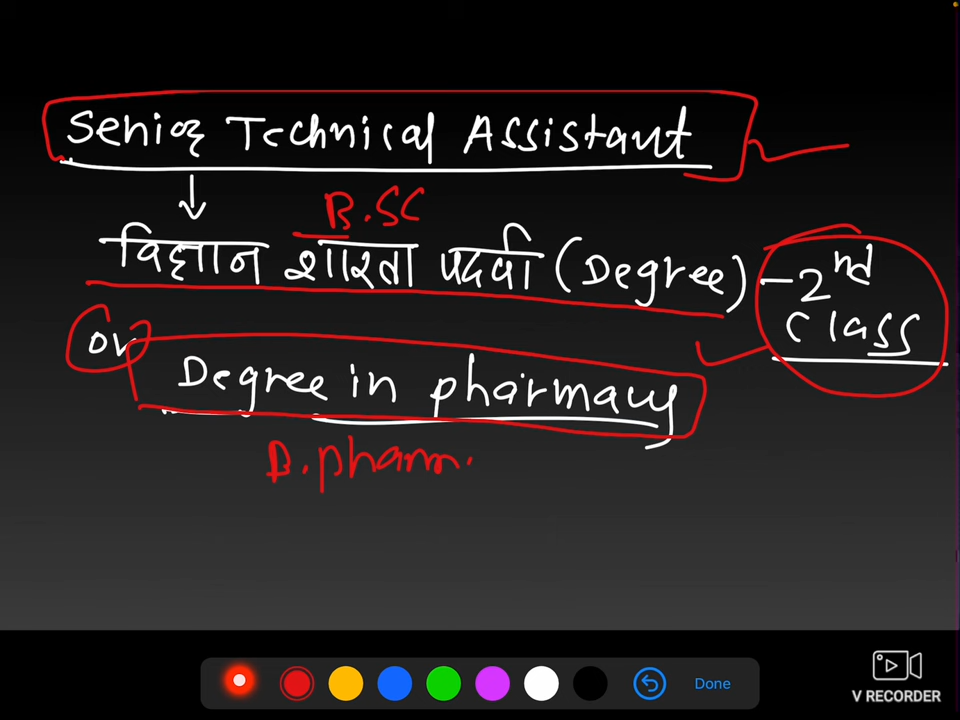 Senior Technical Assistant
B.SC
विज्ञान शास्त्रा पदवी (Degree) - 2nd
Class
or
Degree in pharmacy
B.pharm.
Done
V RECORDER